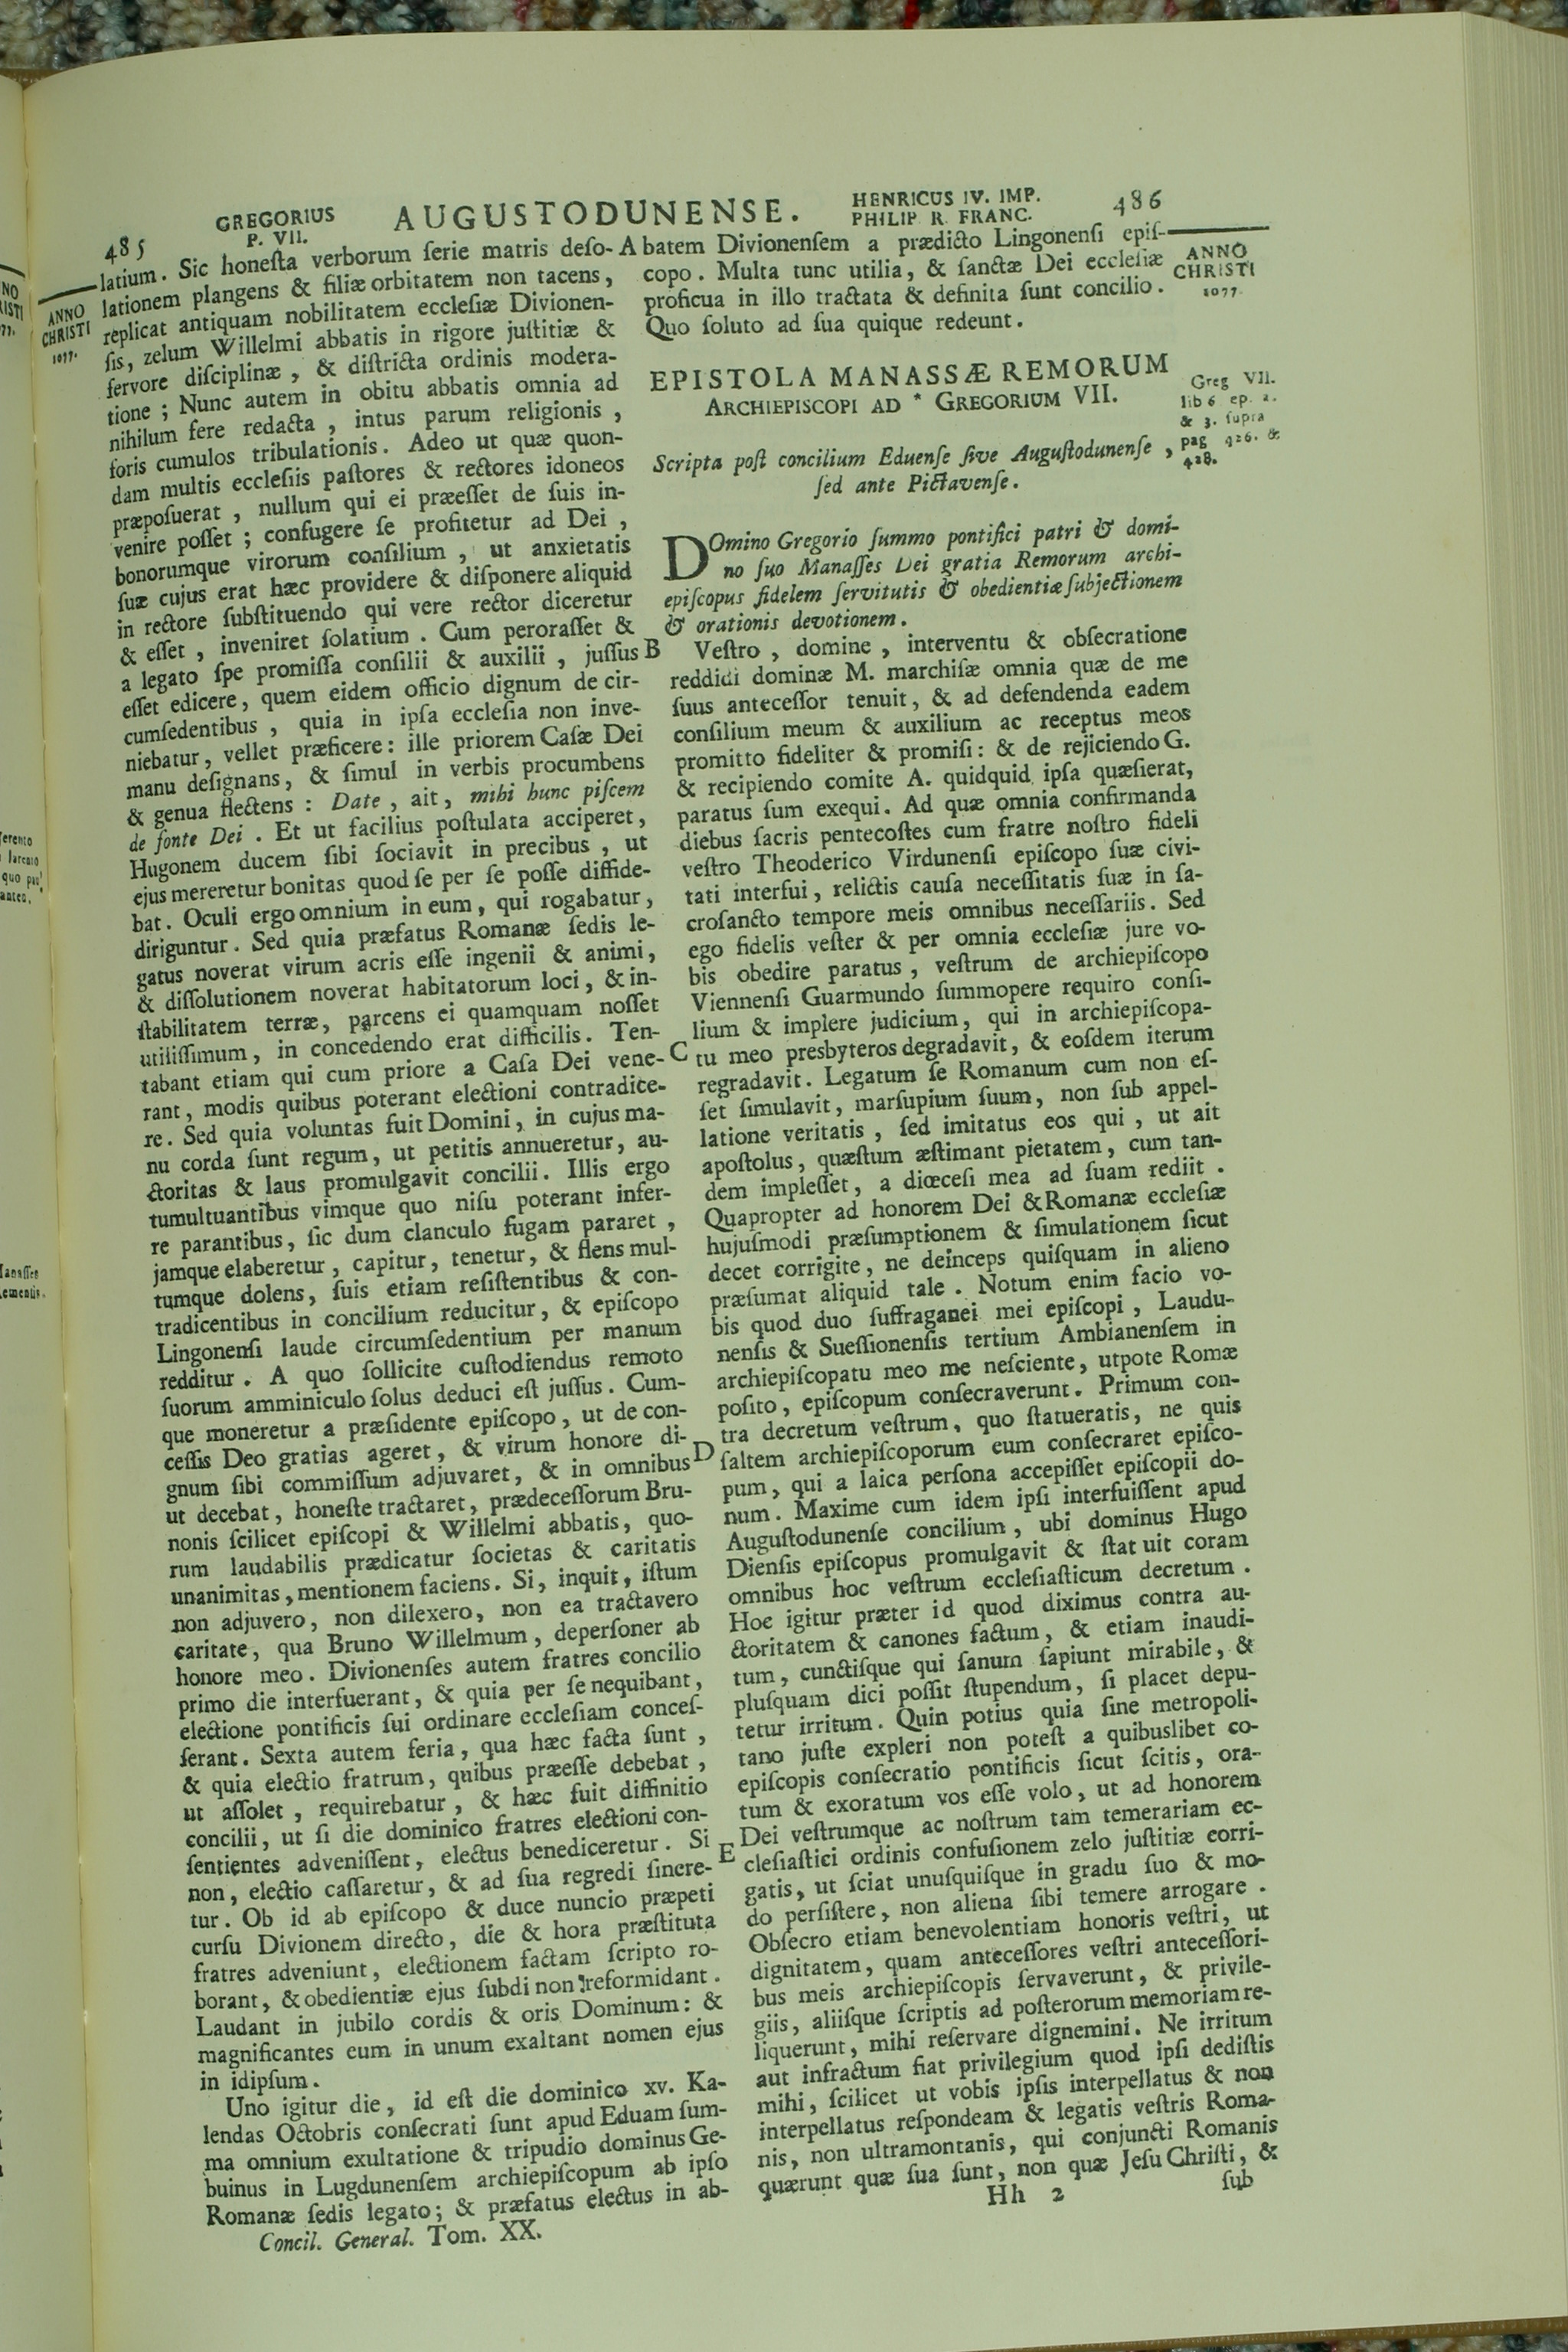 485
GREGORIUS
P. VII.
AUGUSTODUNENSE.
HENRICUS IV. IMP.
PHILIP. R. FRANC.
486
ANNO
CHRISTI
1077.
latium. Sic honeſta verborum ſerie matris deſo-
lationem plangens & filiæ orbitatem non tacens,
replicat antiquam nobilitatem eccleſiæ Divionen-
ſis, zelum Willelmi abbatis in rigore juſtitiæ &
fervore diſciplinæ, & diſtricta ordinis modera-
tione; Nunc autem in obitu abbatis omnia ad
nihilum fere redacta, intus parum religionis,
foris cumulos tribulationis. Adeo ut quæ quon-
dam multis eccleſiis paſtores & rectores idoneos
præpoſuerat, nullum qui ei præeſſet de ſuis in-
venire poſſet; confugere ſe profitetur ad Dei,
bonorumque virorum conſilium, ut anxietatis
ſuæ cujus erat hæc providere & diſponere aliquid
in rectore ſubſtituendo qui vere rector diceretur
& eſſet, inveniret ſolatium. Cum peroraſſet &
a legato ſpe promiſſa conſilii & auxilii, juſſus
eſſet edicere, quem eidem officio dignum de cir-
cumſedentibus, quia in ipſa eccleſia non inve-
niebatur, vellet præficere: ille priorem Caſæ Dei
manu deſignans, & ſimul in verbis procumbens
& genua flectens: Date, ait, mihi hunc piſcem
de fonte Dei. Et ut facilius poſtulata acciperet,
Hugonem ducem ſibi ſociavit in precibus, ut
ejus mereretur bonitas quod ſe per ſe poſſe diffide-
bat. Oculi ergo omnium in eum, qui rogabatur,
diriguntur. Sed quia præfatus Romanæ ſedis le-
gatus noverat virum acris eſſe ingenii & animi,
& diſſolutionem noverat habitatorum loci, & in-
ſtabilitatem terræ, parcens ei quamquam noſſet
utiliſſimum, in concedendo erat difficilis. Ten-
tabant etiam qui cum priore a Caſa Dei vene-
rant, modis quibus poterant electioni contradice-
re. Sed quia voluntas fuit Domini, in cujus ma-
nu corda ſunt regum, ut petitis annueretur, au-
ctoritas & laus promulgavit concilii. Illis ergo
tumultuantibus vimque quo niſu poterant infer-
re parantibus, ſic dum clanculo fugam pararet,
jamque elaberetur, capitur, tenetur, & flens mul-
tumque dolens, ſuis etiam reſiſtentibus & con-
tradicentibus in concilium reducitur, & epiſcopo
Lingonenſi laude circumſedentium per manum
redditur. A quo ſollicite cuſtodiendus remoto
ſuorum amminiculo ſolus deduci eſt juſſus. Cum-
que moneretur a præſidente epiſcopo, ut de con-
ceſſis Deo gratias ageret, & virum honore di-
gnum ſibi commiſſum adjuvaret, & in omnibus
ut decebat, honeſte tractaret, prædeceſſorum Bru-
nonis ſcilicet epiſcopi & Willelmi abbatis, quo-
rum laudabilis prædicatur ſocietas & caritatis
unanimitas, mentionem faciens. Si, inquit, iſtum
non adjuvero, non dilexero, non ea tractavero
caritate, qua Bruno Willelmum, deperſoner ab
honore meo. Divionenſes autem fratres concilio
primo die interfuerant, & quia per ſe nequibant,
electione pontificis ſui ordinare eccleſiam conceſ-
ſerant. Sexta autem feria, qua hæc facta ſunt,
& quia electio fratrum, quibus præeſſe debebat,
ut aſſolet, requirebatur, & hæc fuit diffinitio
concilii, ut ſi die dominico fratres electioni con-
ſentientes adveniſſent, electus benediceretur. Si
non, electio caſſaretur, & ad ſua regredi ſinere-
tur. Ob id ab epiſcopo & duce nuncio præpeti
curſu Divionem directo, die & hora præſtituta
fratres adveniunt, electionem factam ſcripto ro-
borant, & obedientiæ ejus ſubdi non reformidant.
Laudant in jubilo cordis & oris Dominum: &
magnificantes eum in unum exaltant nomen ejus
in idipſum.
Uno igitur die, id eſt die dominico xv. Ka-
lendas Octobris conſecrati ſunt apud Eduam ſum-
ma omnium exultatione & tripudio dominus Ge-
buinus in Lugdunenſem archiepiſcopum ab ipſo
Romanæ ſedis legato; & præfatus electus in ab-
Concil. General. Tom. XX.
A
B
C
D
E
batem Divionenſem a prædicto Lingonenſi epiſ-
copo. Multa tunc utilia, & ſanctæ Dei eccleſiæ
proficua in illo tractata & definita ſunt concilio.
Quo ſoluto ad ſua quique redeunt.
ANNO
CHRISTI
1077.
EPISTOLA MANASSÆ REMORUM
ARCHIEPISCOPI AD * GREGORIUM VII.
Greg VII.
lib 6 ep. 2.
& 3. ſupra
pag 426. &
428.
Scripta poſt concilium Eduenſe ſive Auguſtodunenſe,
ſed ante Pictavenſe.
DOmino Gregorio ſummo pontifici patri & domi-
no ſuo Manaſſes Dei gratia Remorum archi-
epiſcopus fidelem ſervitutis & obedientiæ ſubjectionem
& orationis devotionem.
Veſtro, domine, interventu & obſecratione
reddidi dominæ M. marchiſæ omnia quæ de me
ſuus anteceſſor tenuit, & ad defendenda eadem
conſilium meum & auxilium ac receptus meos
promitto fideliter & promiſi: & de rejiciendo G.
& recipiendo comite A. quidquid ipſa quæſierat,
paratus ſum exequi. Ad quæ omnia confirmanda
diebus ſacris pentecoſtes cum fratre noſtro fideli
veſtro Theoderico Virdunenſi epiſcopo ſuæ civi-
tati interfui, relictis cauſa neceſſitatis ſuæ in ſa-
croſancto tempore meis omnibus neceſſariis. Sed
ego fidelis veſter & per omnia eccleſiæ jure vo-
bis obedire paratus, veſtrum de archiepiſcopo
Viennenſi Guarmundo ſummopere requiro conſi-
lium & implere judicium, qui in archiepiſcopa-
tu meo presbyteros degradavit, & eoſdem iterum
regradavit. Legatum ſe Romanum cum non eſ-
ſet ſimulavit, marſupium ſuum, non ſub appel-
latione veritatis, ſed imitatus eos qui, ut ait
apoſtolus, quæſtum æſtimant pietatem, cum tan-
dem impleſſet, a diœceſi mea ad ſuam rediit.
Quapropter ad honorem Dei & Romanæ eccleſiæ
hujuſmodi præſumptionem & ſimulationem ſicut
decet corrigite, ne deinceps quiſquam in alieno
præſumat aliquid tale. Notum enim facio vo-
bis quod duo ſuffraganei mei epiſcopi, Laudu-
nenſis & Sueſſionenſis tertium Ambianenſem in
archiepiſcopatu meo me neſciente, utpote Romæ
poſito, epiſcopum conſecraverunt. Primum con-
tra decretum veſtrum, quo ſtatueratis, ne quis
ſaltem archiepiſcoporum eum conſecraret epiſco-
pum, qui a laica perſona accepiſſet epiſcopii do-
num. Maxime cum idem ipſi interfuiſſent apud
Auguſtodunenſe concilium, ubi dominus Hugo
Dienſis epiſcopus promulgavit & ſtatuit coram
omnibus hoc veſtrum eccleſiaſticum decretum.
Hoc igitur præter id quod diximus contra au-
ctoritatem & canones factum, & etiam inaudi-
tum, cunctiſque qui ſanum ſapiunt mirabile, &
pluſquam dici poſſit ſtupendum, ſi placet depu-
tetur irritum. Quin potius quia ſine metropoli-
tano juſte expleri non poteſt a quibuslibet co-
epiſcopis conſecratio pontificis ſicut ſcitis, ora-
tum & exoratum vos eſſe volo, ut ad honorem
Dei veſtrumque ac noſtrum tam temerariam ec-
cleſiaſtici ordinis confuſionem zelo juſtitiæ corri-
gatis, ut ſciat unuſquiſque in gradu ſuo & mo-
do perſiſtere, non aliena ſibi temere arrogare.
Obſecro etiam benevolentiam honoris veſtri, ut
dignitatem, quam anteceſſores veſtri anteceſſori-
bus meis archiepiſcopis ſervaverunt, & privile-
giis, aliiſque ſcriptis ad poſterorum memoriam re-
liquerunt, mihi reſervare dignemini. Ne irritum
aut infractum fiat privilegium quod ipſi dediſtis
mihi, ſcilicet ut vobis ipſis interpellatus & non
interpellatus reſpondeam & legatis veſtris Roma-
nis, non ultramontanis, qui conjuncti Romanis
quærunt quæ ſua ſunt, non quæ Jeſu Chriſti, &
Hh 2
ſub